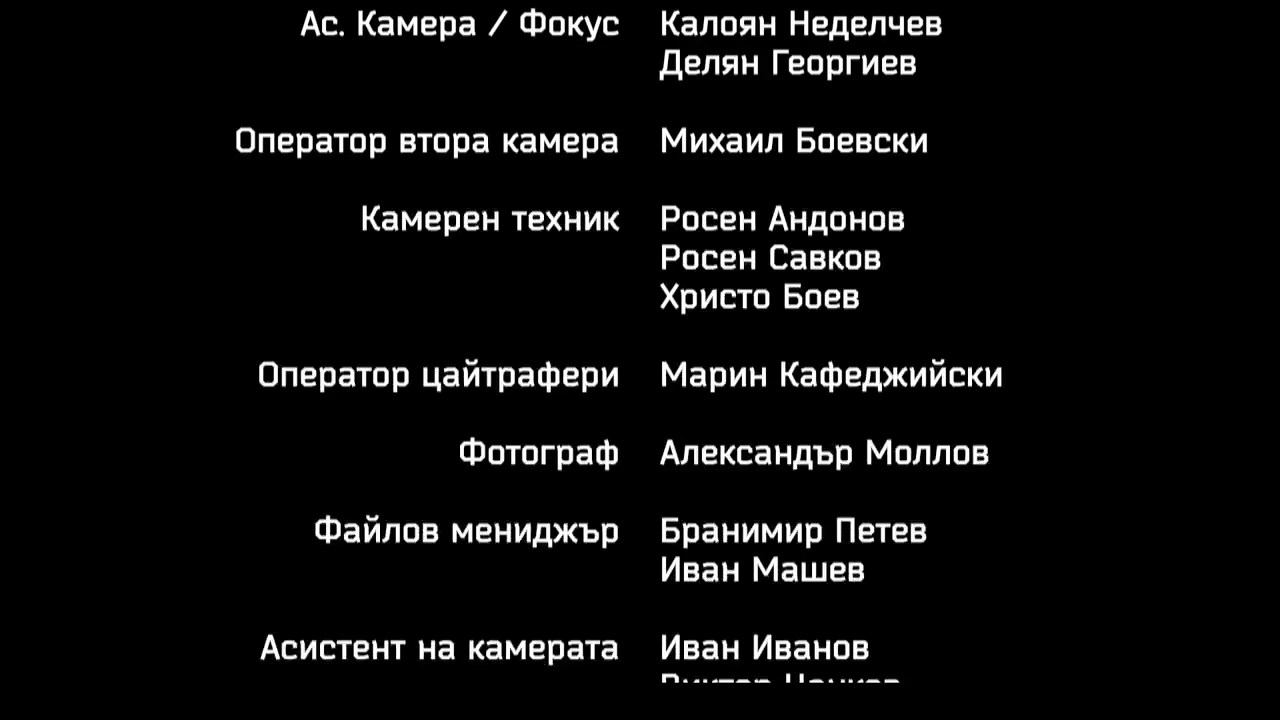 Ас. Камера / Фокус Калоян Неделчев
Делян Георгиев
Оператор втора камера Михаил Боевски
Камерен техник Росен Андонов
Росен Савков
Христо Боев
Оператор цайтрафери Марин Кафеджийски
Фотограф Александър Моллов
Файлов мениджър Бранимир Петев
Иван Машев
Асистент на камерата Иван Иванов
Виктор